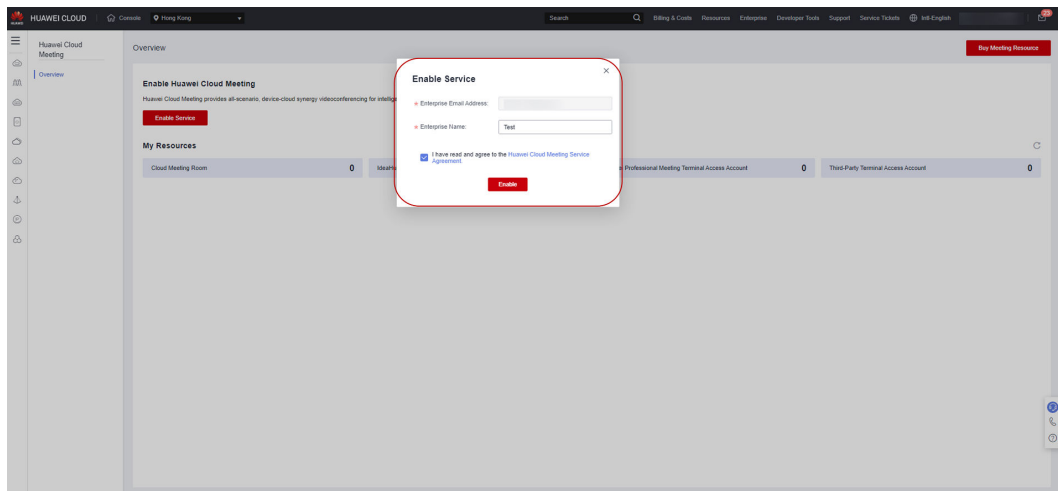 HUAWEI
HUAWEI CLOUD
Console
Hong Kong
Search
Billing & Costs
Resources
Enterprise
Developer Tools
Support
Service Tickets
Intl-English
23
Huawei Cloud
Meeting
Overview
Overview
Buy Meeting Resource
Enable Huawei Cloud Meeting
Huawei Cloud Meeting provides all-scenario, device-cloud synergy videoconferencing for intellige
Enable Service
My Resources
Cloud Meeting Room 0
IdeaH
Professional Meeting Terminal Access Account 0
Third-Party Terminal Access Account 0
Enable Service
* Enterprise Email Address:
* Enterprise Name: Test
I have read and agree to the Huawei Cloud Meeting Service
Agreement.
Enable